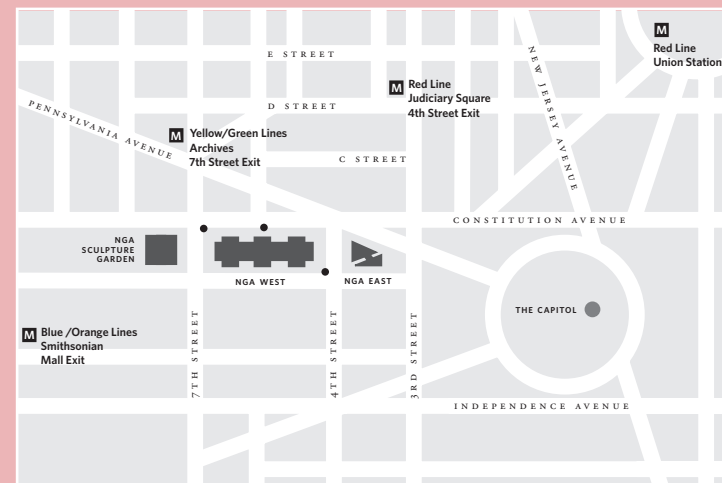 M
Red Line
Union Station
E STREET
NEW JERSEY AVENUE
M
Red Line
Judiciary Square
4th Street Exit
D STREET
PENNSYLVANIA AVENUE
M
Yellow/Green Lines
Archives
7th Street Exit
C STREET
CONSTITUTION AVENUE
NGA
SCULPTURE
GARDEN
NGA WEST
NGA EAST
THE CAPITOL
M
Blue /Orange Lines
Smithsonian
Mall Exit
7TH STREET
4TH STREET
3RD STREET
INDEPENDENCE AVENUE